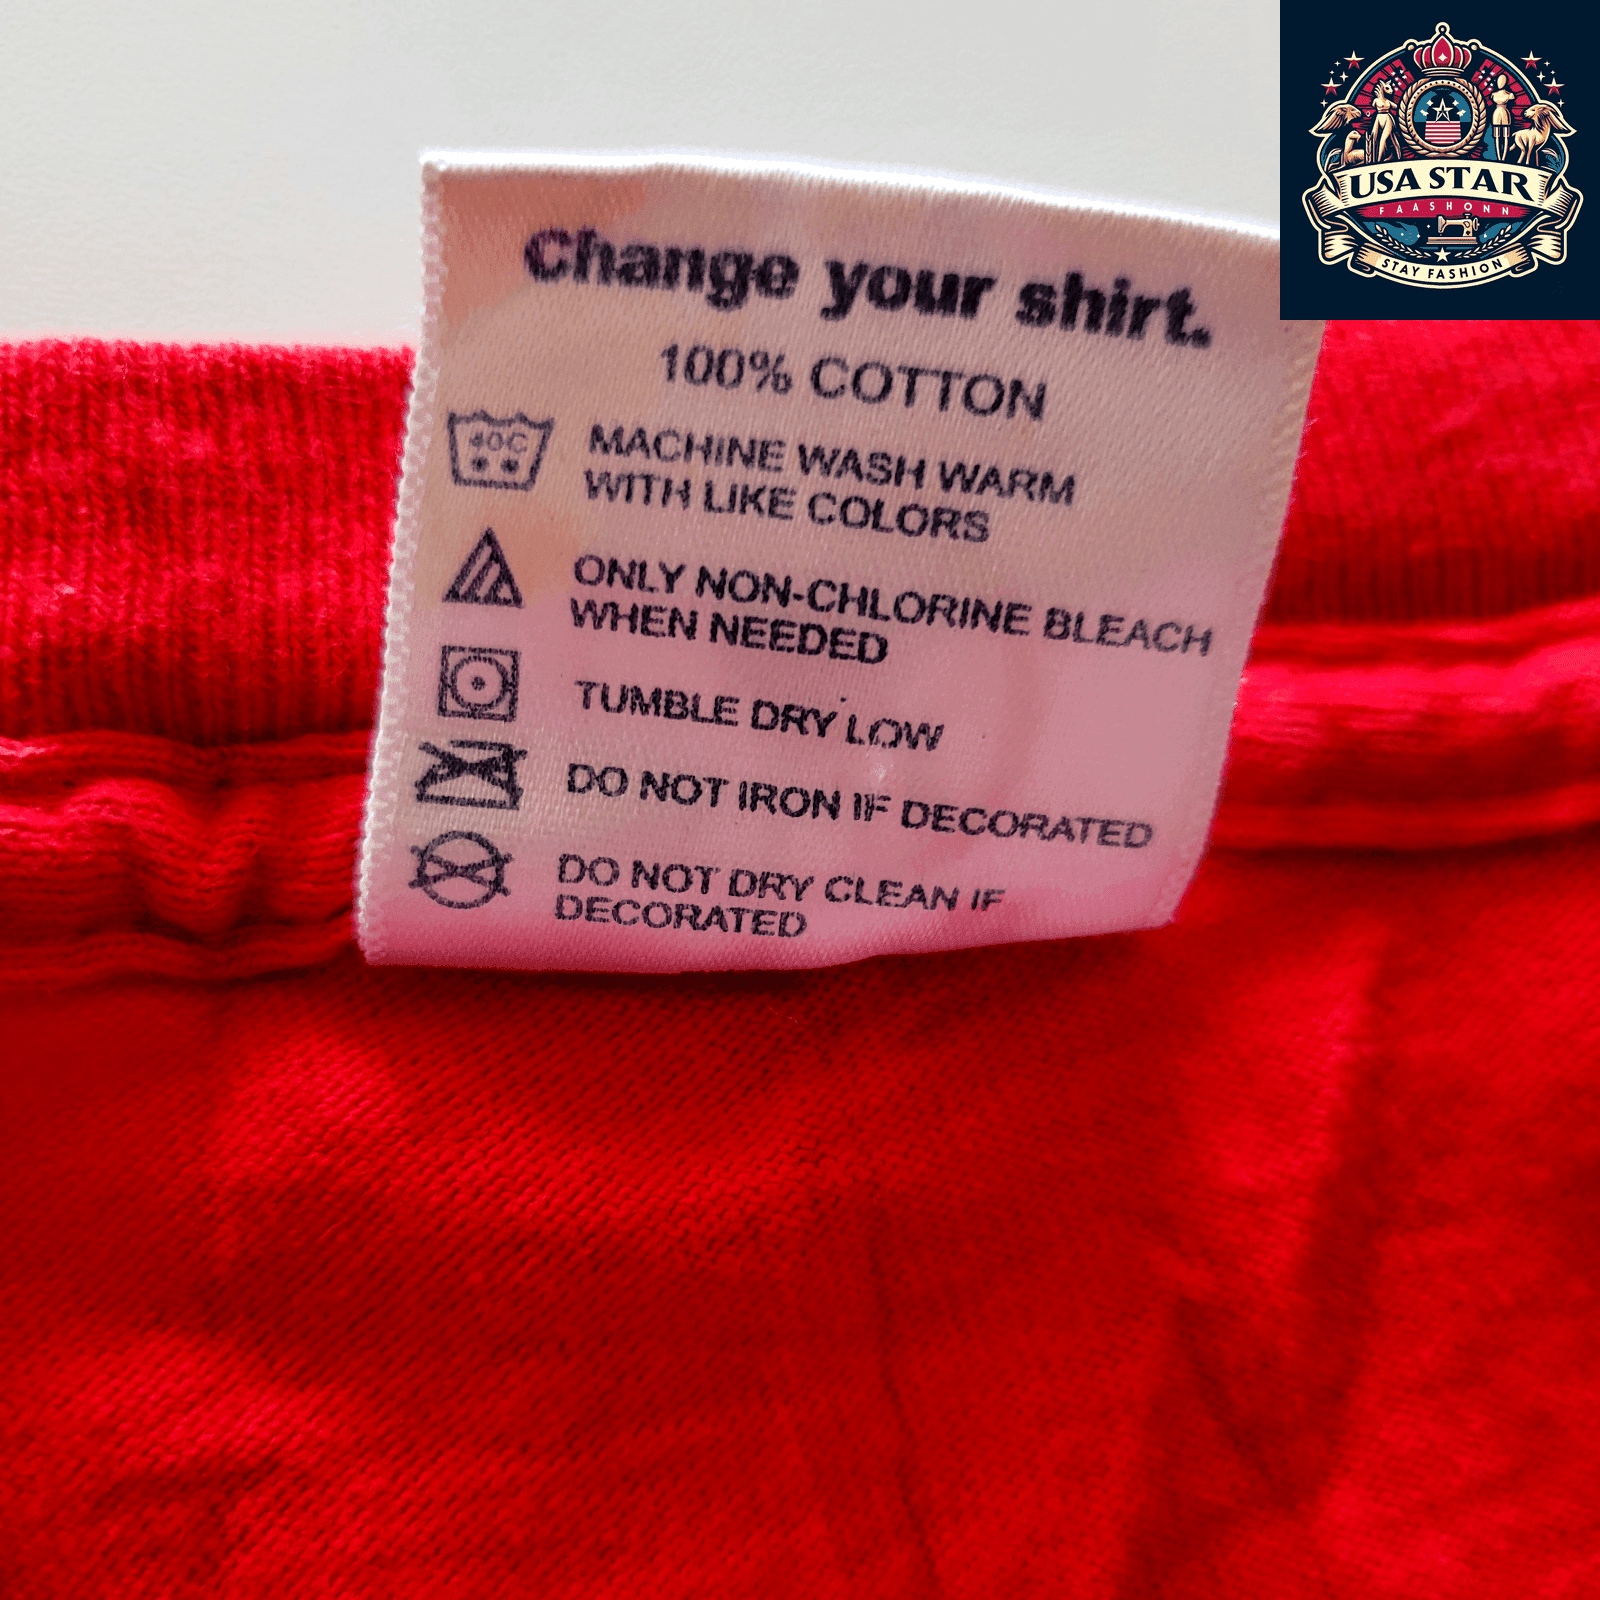 USA STAR
FAASHONN
STAY FASHION
Change your shirt.
100% COTTON
40C
MACHINE WASH WARM
WITH LIKE COLORS
ONLY NON-CHLORINE BLEACH
WHEN NEEDED
TUMBLE DRY LOW
DO NOT IRON IF DECORATED
DO NOT DRY CLEAN IF
DECORATED